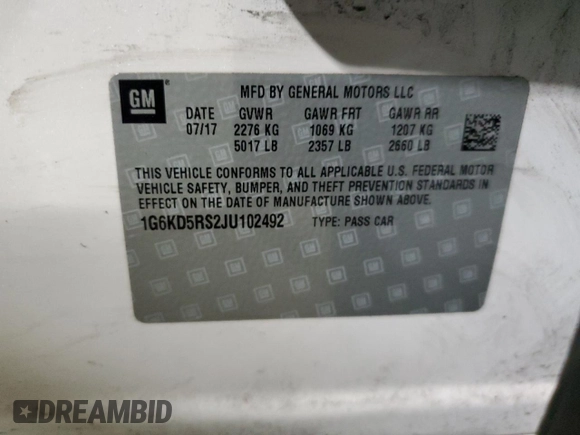 GM
MFD BY GENERAL MOTORS LLC
DATE GVWR GAWR FRT GAWR RR
07/17 2276 KG 1069 KG 1207 KG
5017 LB 2357 LB 2660 LB
THIS VEHICLE CONFORMS TO ALL APPLICABLE U.S. FEDERAL MOTOR
VEHICLE SAFETY, BUMPER, AND THEFT PREVENTION STANDARDS IN
EFFECT ON THE DATE OF MANUFACTURE SHOWN ABOVE.
1G6KD5RS2JU102492 TYPE: PASS CAR
DREAMBID